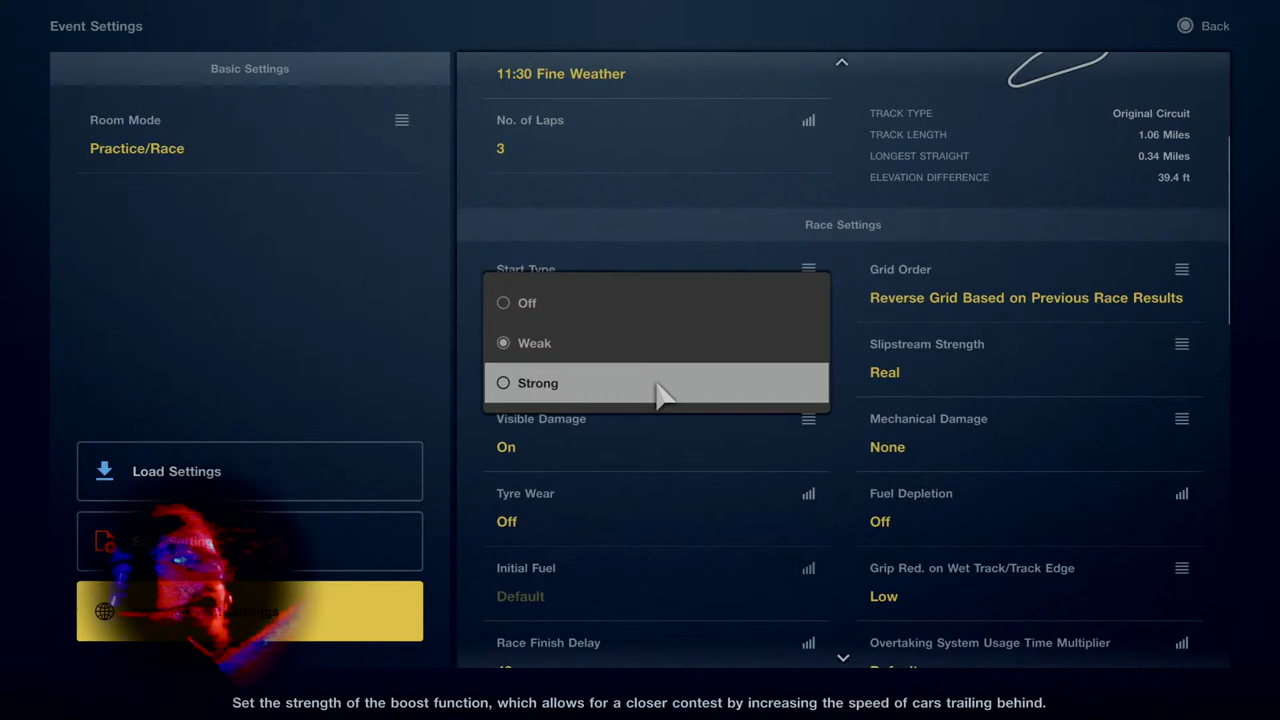 Event Settings
Back
Basic Settings
Room Mode
Practice/Race
Load Settings
11:30 Fine Weather
No. of Laps
3
TRACK TYPE Original Circuit
TRACK LENGTH 1.06 Miles
LONGEST STRAIGHT 0.34 Miles
ELEVATION DIFFERENCE 39.4 ft
Race Settings
Start Type
Grid Order
Reverse Grid Based on Previous Race Results
Off
Weak
Strong
Slipstream Strength
Real
Visible Damage
On
Mechanical Damage
None
Tyre Wear
Off
Fuel Depletion
Off
Initial Fuel
Default
Grip Red. on Wet Track/Track Edge
Low
Race Finish Delay
Overtaking System Usage Time Multiplier
Set the strength of the boost function, which allows for a closer contest by increasing the speed of cars trailing behind.